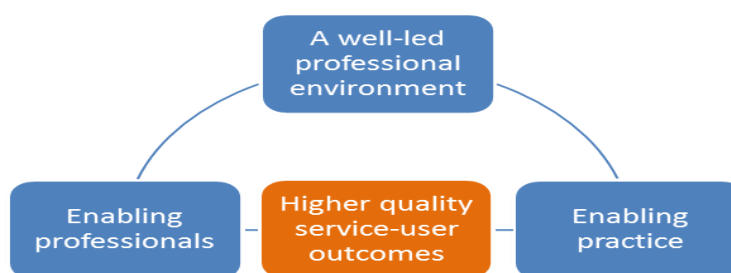 A well-led
professional
environment
Enabling
professionals
Higher quality
service-user
outcomes
Enabling
practice